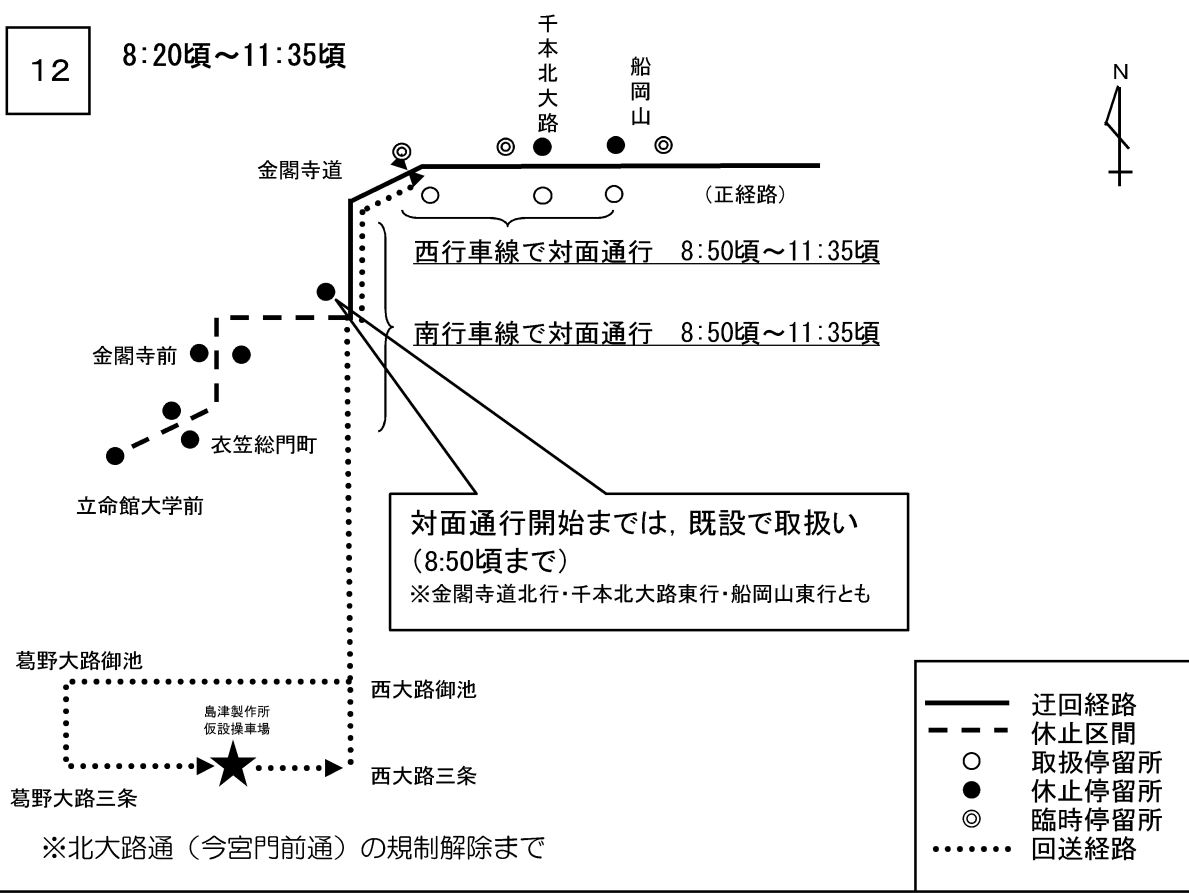 12
8:20頃～11:35頃
千本北大路
船岡山
N
金閣寺道
（正経路）
西行車線で対面通行　8:50頃～11:35頃
南行車線で対面通行　8:50頃～11:35頃
金閣寺前
衣笠総門町
立命館大学前
対面通行開始までは，既設で取扱い
（8:50頃まで）
※金閣寺道北行・千本北大路東行・船岡山東行とも
葛野大路御池
西大路御池
島津製作所
仮設操車場
西大路三条
葛野大路三条
※北大路通（今宮門前通）の規制解除まで
迂回経路
休止区間
取扱停留所
休止停留所
臨時停留所
回送経路